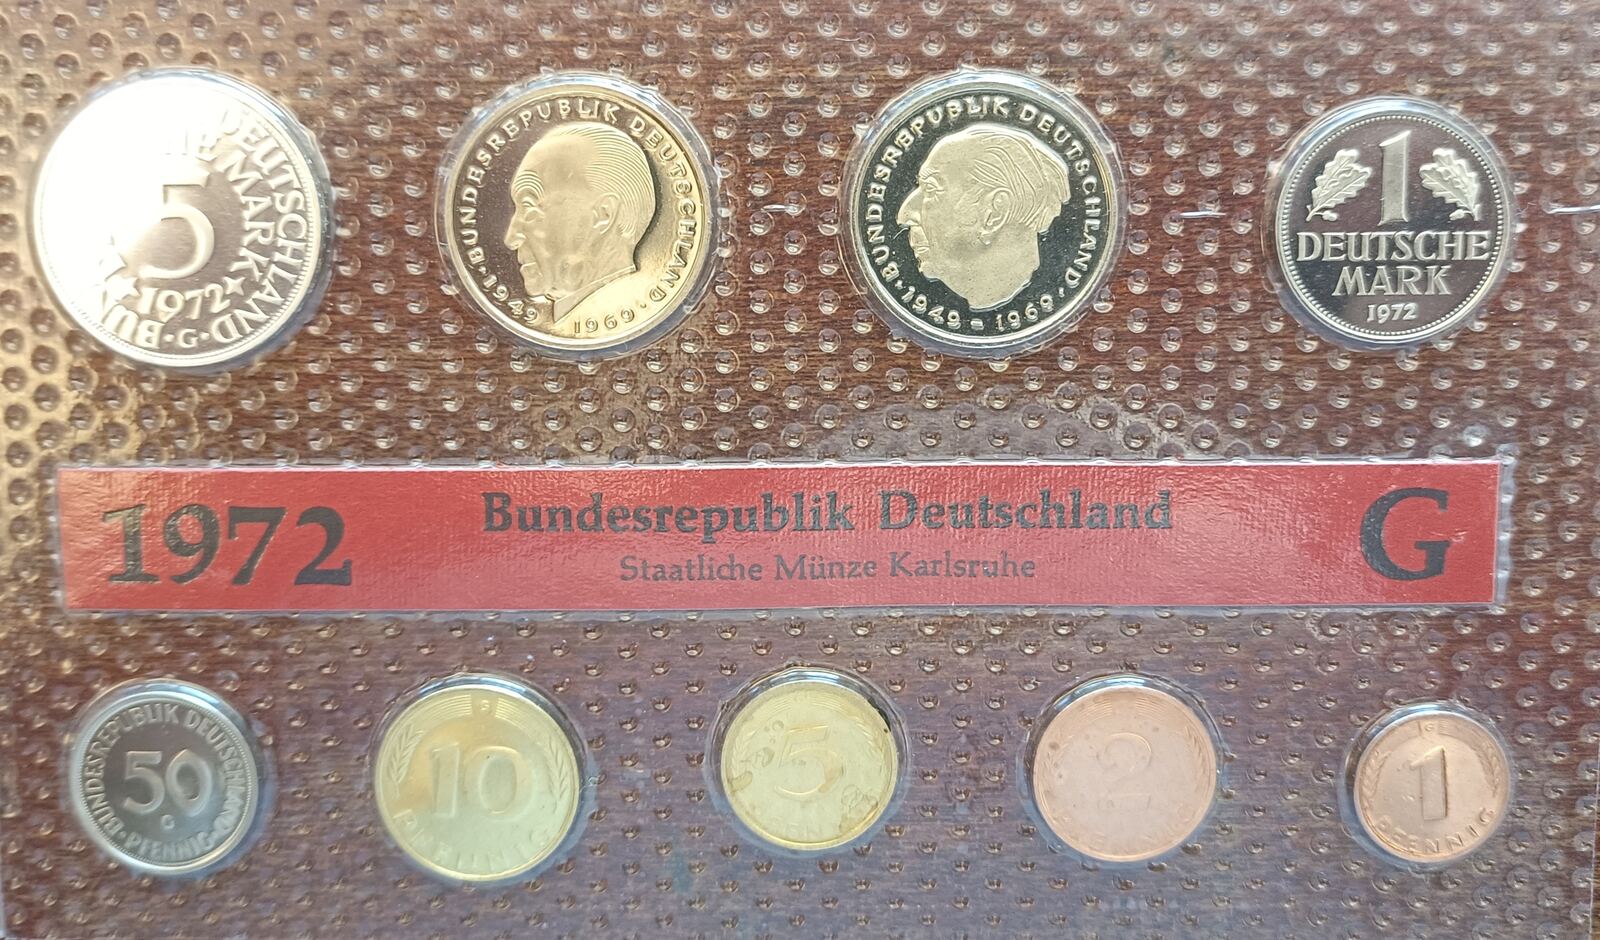 5
DEUTSCHE MARK
1972
BUNDESREPUBLIK DEUTSCHLAND
G
BUNDESREPUBLIK DEUTSCHLAND
1949 1969
BUNDESREPUBLIK DEUTSCHLAND
1949 - 1969
1
DEUTSCHE
MARK
1972
1972
Bundesrepublik Deutschland
Staatliche Münze Karlsruhe
G
BUNDESREPUBLIK DEUTSCHLAND
50
G
PFENNIG
G
10
PFENNIG
5
G
2
PFENNIG
G
1
PFENNIG